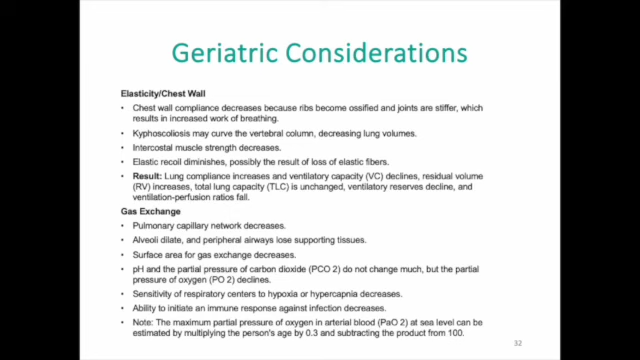 Geriatric Considerations
Elasticity/Chest Wall
• Chest wall compliance decreases because ribs become ossified and joints are stiffer, which
results in increased work of breathing.
• Kyphoscoliosis may curve the vertebral column, decreasing lung volumes.
• Intercostal muscle strength decreases.
• Elastic recoil diminishes, possibly the result of loss of elastic fibers.
• Result: Lung compliance increases and ventilatory capacity (VC) declines, residual volume
(RV) increases, total lung capacity (TLC) is unchanged, ventilatory reserves decline, and
ventilation-perfusion ratios fall.
Gas Exchange
• Pulmonary capillary network decreases.
• Alveoli dilate, and peripheral airways lose supporting tissues.
• Surface area for gas exchange decreases.
• pH and the partial pressure of carbon dioxide (PCO 2) do not change much, but the partial
pressure of oxygen (PO 2) declines.
• Sensitivity of respiratory centers to hypoxia or hypercapnia decreases.
• Ability to initiate an immune response against infection decreases.
• Note: The maximum partial pressure of oxygen in arterial blood (PaO 2) at sea level can be
estimated by multiplying the person's age by 0.3 and subtracting the product from 100.
32